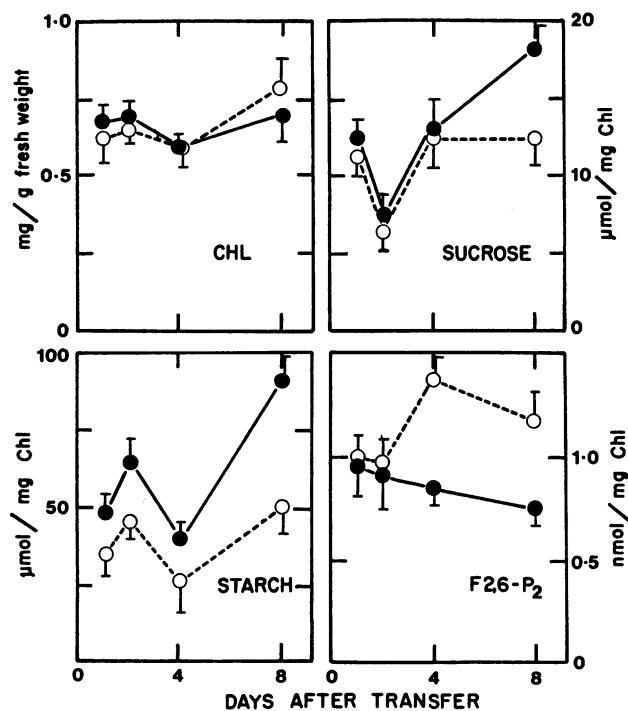 1·0
0·5
0
mg/g fresh weight
CHL
20
10
0
μmol/mg Chl
SUCROSE
100
50
0
μmol/mg Chl
STARCH
1·0
0·5
0
nmol/mg Chl
F2,6-P2
0 4 8 0 4 8
DAYS AFTER TRANSFER